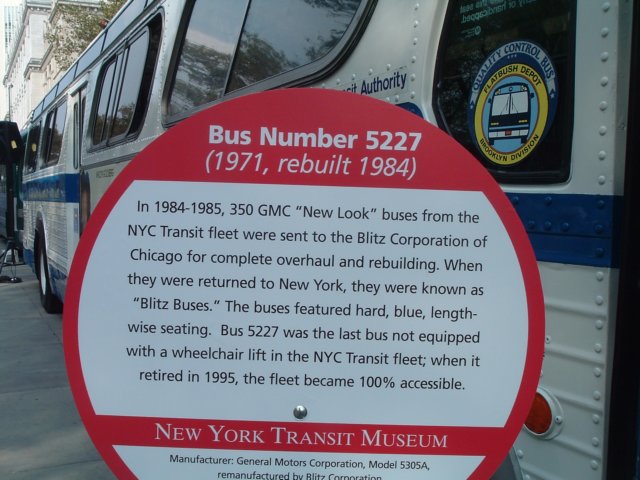 Bus Number 5227
(1971, rebuilt 1984)
In 1984-1985, 350 GMC "New Look" buses from the
NYC Transit fleet were sent to the Blitz Corporation of
Chicago for complete overhaul and rebuilding. When
they were returned to New York, they were known as
"Blitz Buses." The buses featured hard, blue, length-
wise seating. Bus 5227 was the last bus not equipped
with a wheelchair lift in the NYC Transit fleet; when it
retired in 1995, the fleet became 100% accessible.
NEW YORK TRANSIT MUSEUM
Manufacturer: General Motors Corporation, Model 5305A,
remanufactured by Blitz Corporation
Authority
QUALITY CONTROL BUS
FLATBUSH DEPOT
BROOKLYN DIVISION